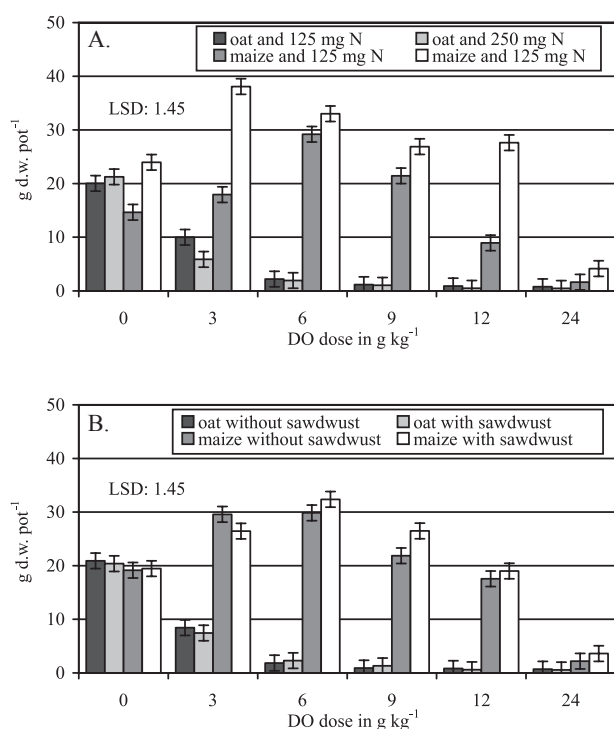 A.
oat and 125 mg N
oat and 250 mg N
maize and 125 mg N
maize and 125 mg N
LSD: 1.45
g d.w. pot-1
50
40
30
20
10
0
0 3 6 9 12 24
DO dose in g kg-1
B.
oat without sawdwust
oat with sawdwust
maize without sawdwust
maize with sawdwust
LSD: 1.45
g d.w. pot-1
50
40
30
20
10
0
0 3 6 9 12 24
DO dose in g kg-1